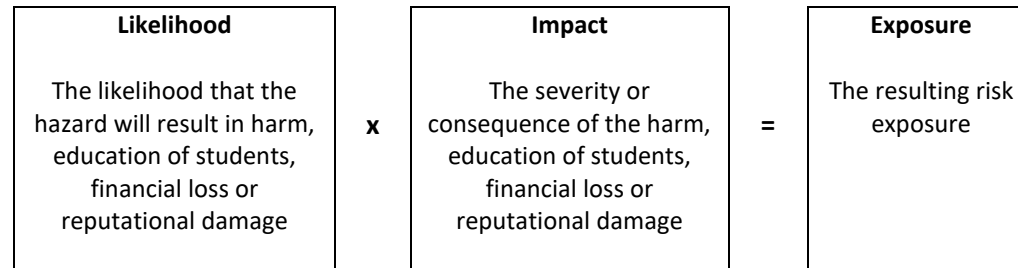 Likelihood
The likelihood that the
hazard will result in harm,
education of students,
financial loss or
reputational damage
x
Impact
The severity or
consequence of the harm,
education of students,
financial loss or
reputational damage
=
Exposure
The resulting risk
exposure